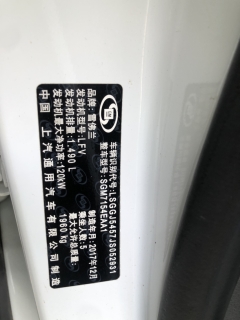 品牌：雪佛兰
车辆识别代号：LSGGJ5457JS052931
发动机型号：LFV
整车型号：SGM7154EAA1
发动机排量：1.490 L
制造年月：2017年12月
发动机最大净功率：120kW
乘坐人数：5
最大允许总质量：1960 kg
中国 上汽通用汽车有限公司制造